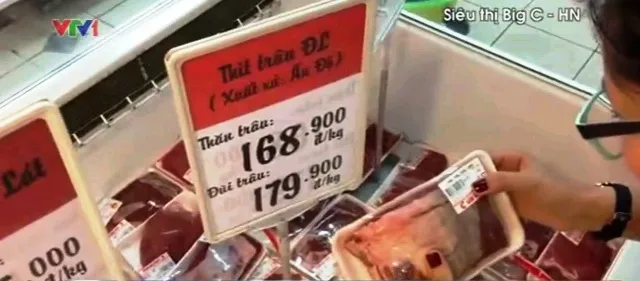 VTV1
Siêu thị Big C - HN
Thịt trâu ĐL
( Xuất xứ: Ấn Độ)
Thăn trâu:
168.900
đ/kg
Đùi trâu:
179.900
đ/kg
Lát
000
đ/kg